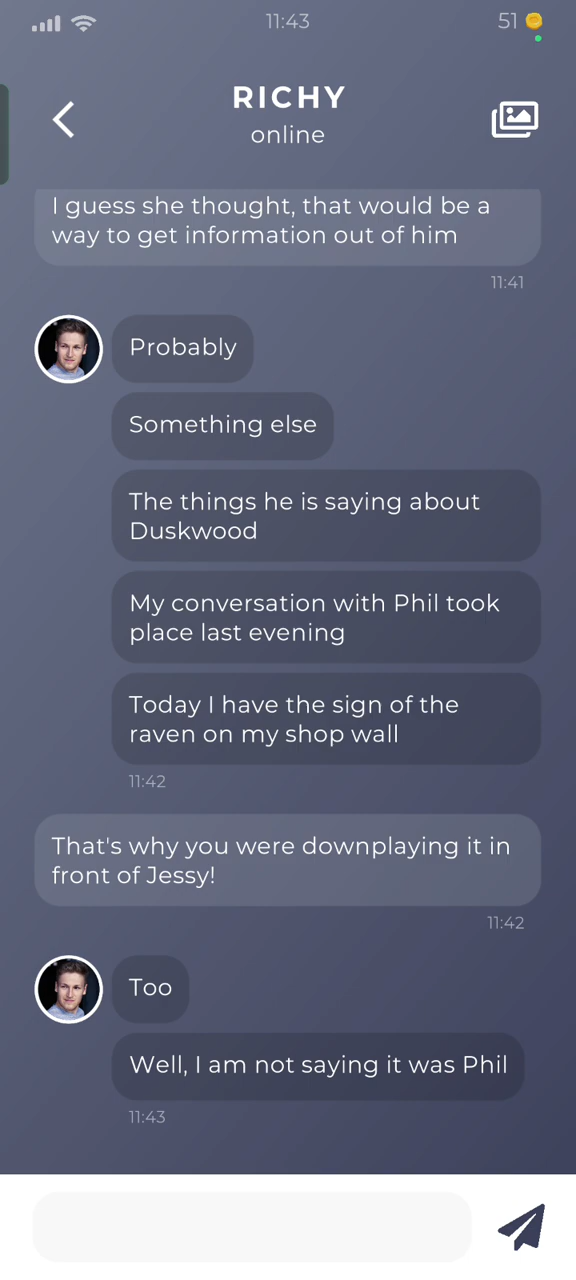 11:43
51
RICHY
online
I guess she thought, that would be a
way to get information out of him
11:41
Probably
Something else
The things he is saying about
Duskwood
My conversation with Phil took
place last evening
Today I have the sign of the
raven on my shop wall
11:42
That's why you were downplaying it in
front of Jessy!
11:42
Too
Well, I am not saying it was Phil
11:43